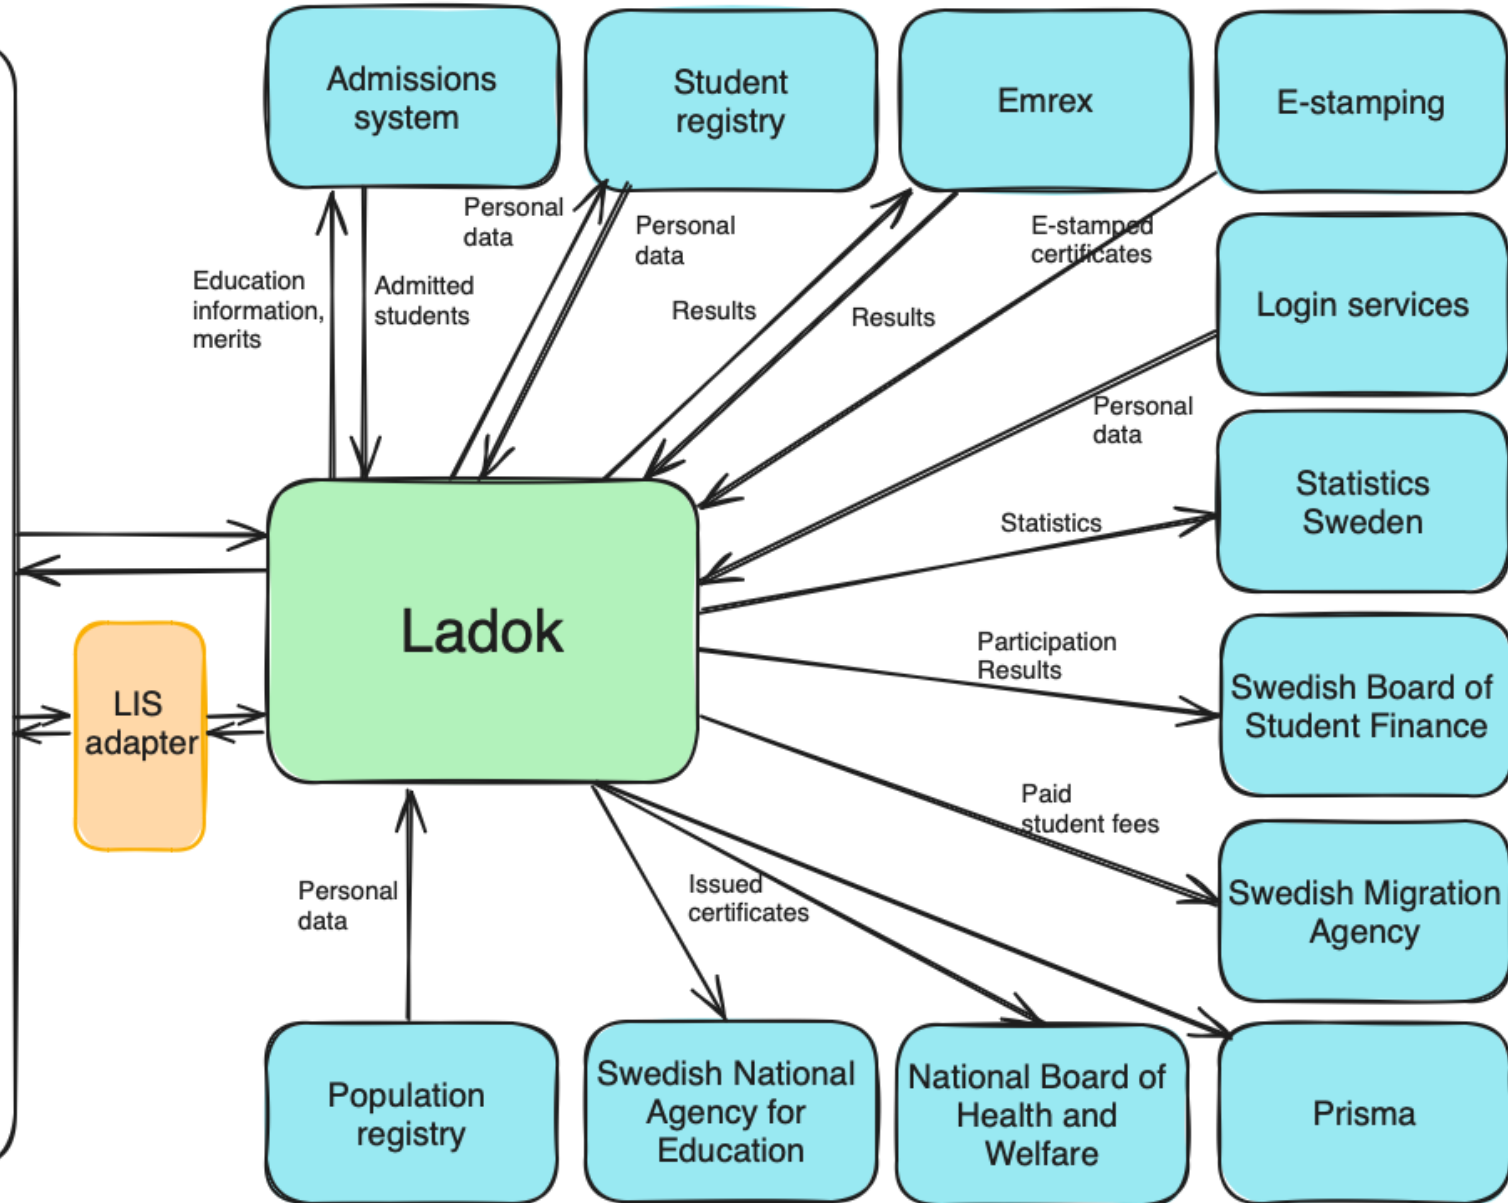 Admissions
system
Student
registry
Emrex
E-stamping
Personal
data
Personal
data
E-stamped
certificates
Education
information,
merits
Admitted
students
Results
Results
Login services
Personal
data
Statistics
Sweden
Statistics
Ladok
Participation
Results
Swedish Board of
Student Finance
LIS
adapter
Paid
student fees
Swedish Migration
Agency
Personal
data
Issued
certificates
Population
registry
Swedish National
Agency for
Education
National Board of
Health and
Welfare
Prisma